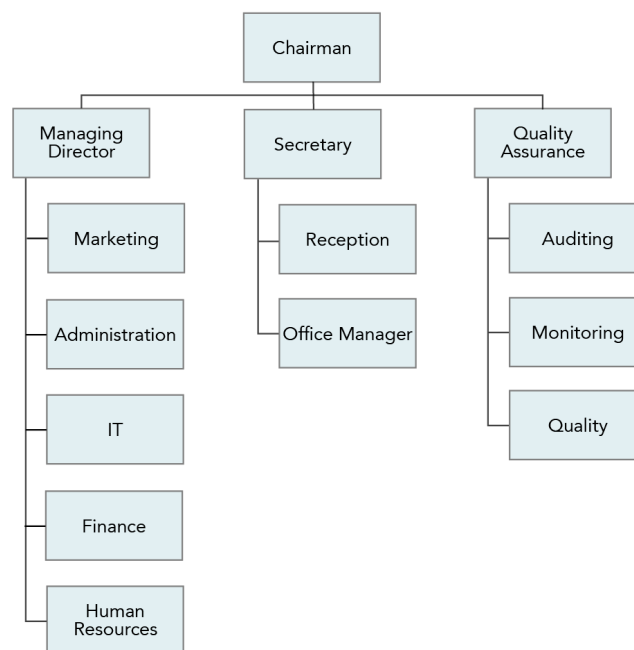 Chairman
Managing
Director
Secretary
Quality
Assurance
Marketing
Administration
IT
Finance
Human
Resources
Reception
Office Manager
Auditing
Monitoring
Quality